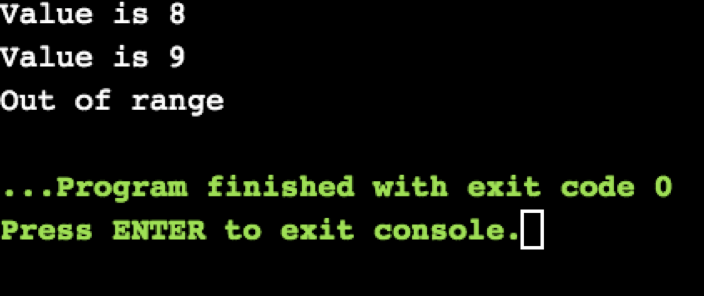 Value is 8
Value is 9
Out of range
...Program finished with exit code 0
Press ENTER to exit console.